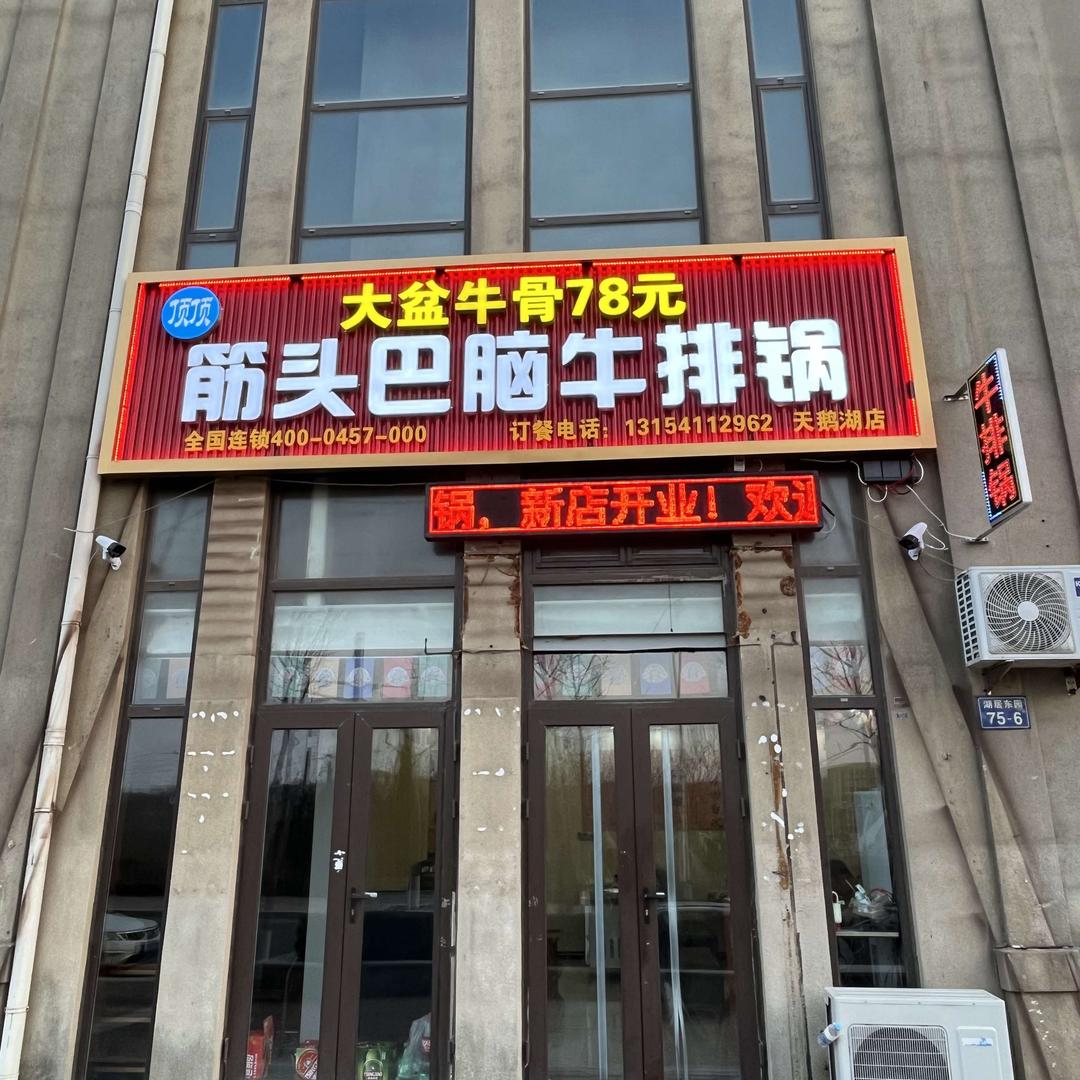 顶顶
大盆牛骨78元
筋头巴脑牛排锅
全国连锁400-0457-000
订餐电话：13154112962 天鹅湖店
锅，新店开业！欢迎
牛排锅
湖居东园
75-6